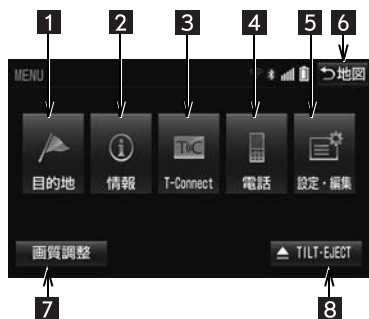 1 2 3 4 5 6
MENU 地図
T©C
目的地 情報 T-Connect 電話 設定・編集
画質調整 TILT・EJECT
7 8